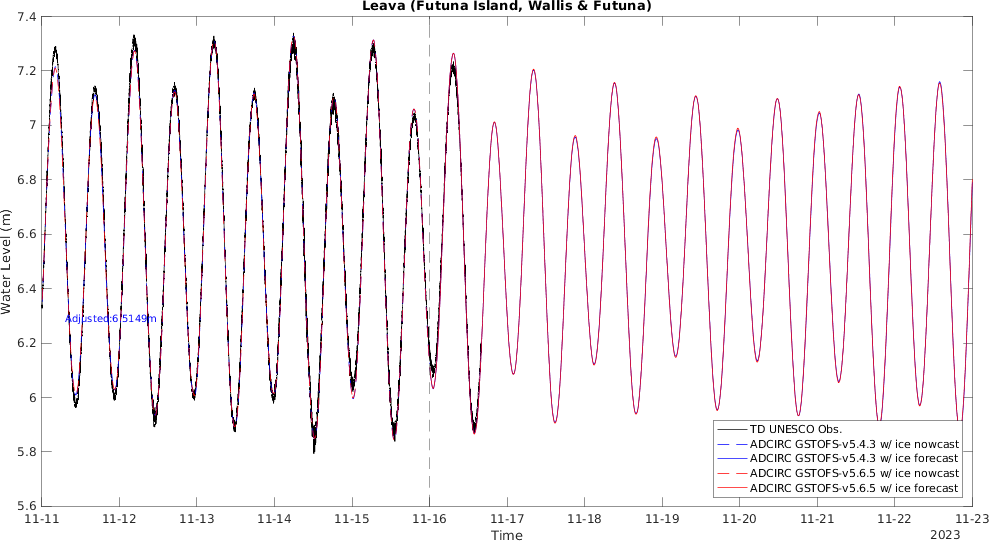 Leava (Futuna Island, Wallis & Futuna)
7.4
7.2
7
6.8
6.6
6.4
6.2
6
5.8
5.6
Water Level (m)
Adjusted:6.5149m
TD UNESCO Obs.
ADCIRC GSTOFS-v5.4.3 w/ ice nowcast
ADCIRC GSTOFS-v5.4.3 w/ ice forecast
ADCIRC GSTOFS-v5.6.5 w/ ice nowcast
ADCIRC GSTOFS-v5.6.5 w/ ice forecast
11-11 11-12 11-13 11-14 11-15 11-16 11-17 11-18 11-19 11-20 11-21 11-22 11-23
Time
2023